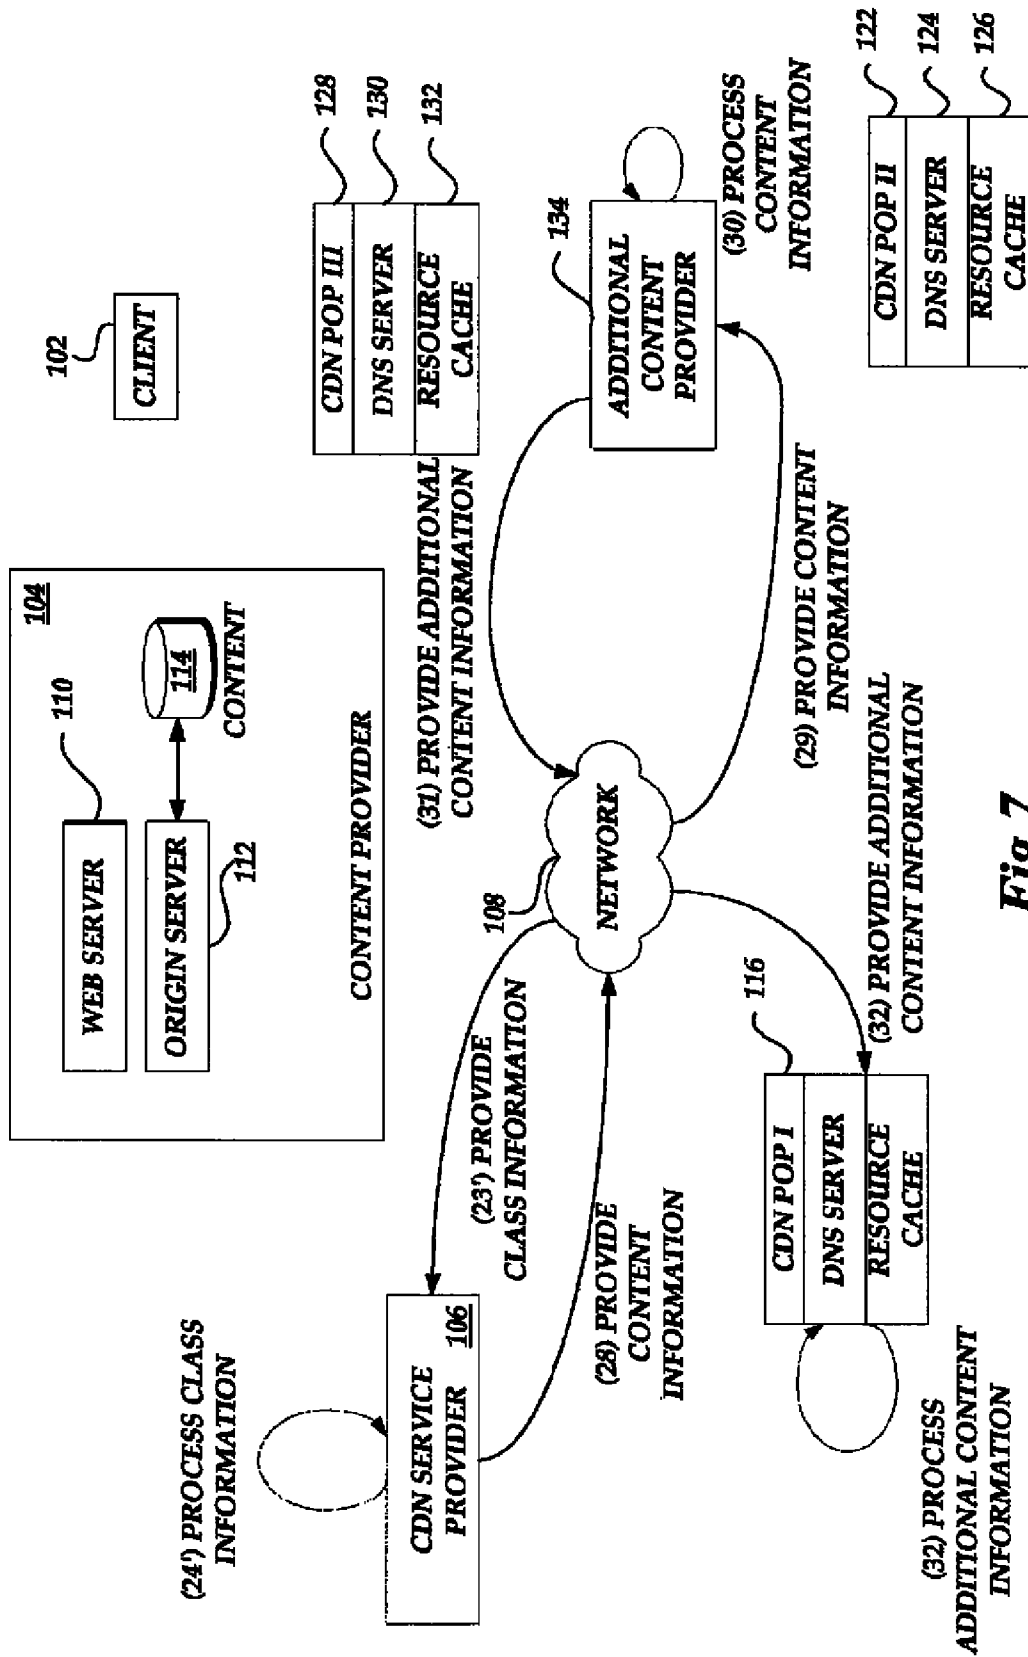 104
WEB SERVER
110
ORIGIN SERVER
112
114
CONTENT
CONTENT PROVIDER
102
CLIENT
(24') PROCESS CLASS
INFORMATION
CDN SERVICE
PROVIDER
106
(23') PROVIDE
CLASS INFORMATION
(28) PROVIDE
CONTENT
INFORMATION
108
NETWORK
(31) PROVIDE ADDITIONAL
CONTENT INFORMATION
CDN POP III
DNS SERVER
RESOURCE
CACHE
128
130
132
134
ADDITIONAL
CONTENT
PROVIDER
(30) PROCESS
CONTENT
INFORMATION
(29) PROVIDE CONTENT
INFORMATION
116
CDN POP I
DNS SERVER
RESOURCE
CACHE
(32) PROVIDE ADDITIONAL
CONTENT INFORMATION
(32) PROCESS
ADDITIONAL CONTENT
INFORMATION
CDN POP II
DNS SERVER
RESOURCE
CACHE
122
124
126
Fig.7